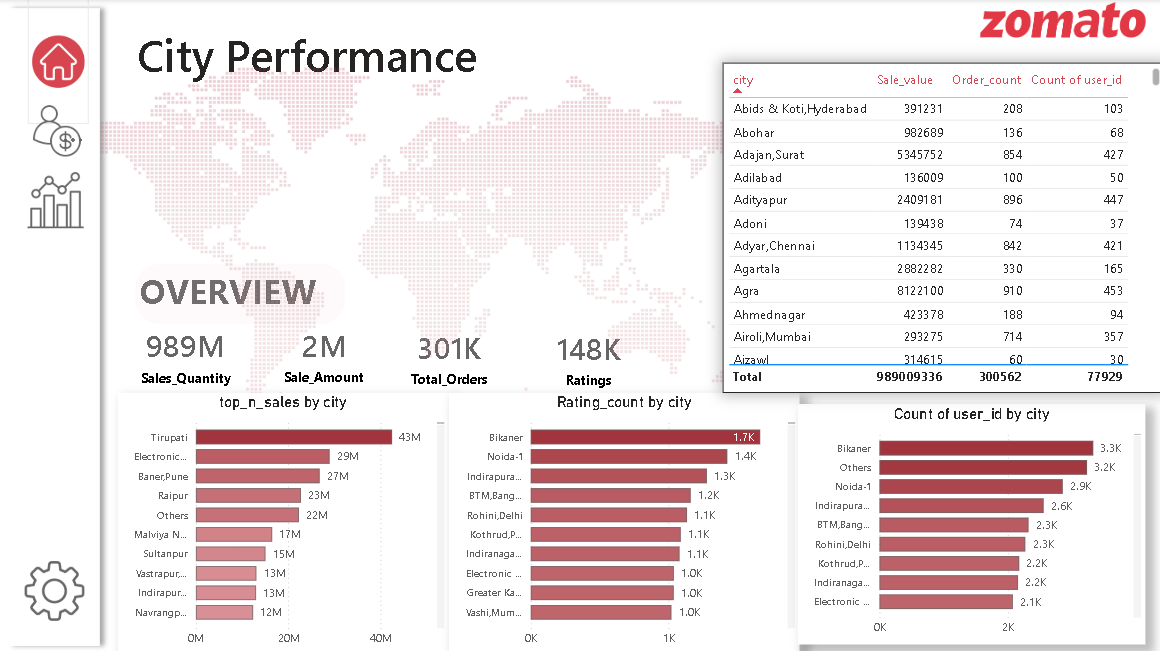 zomato
City Performance
city Sale_value Order_count Count of user_id
Abids & Koti,Hyderabad 391231 208 103
Abohar 982689 136 68
Adajan,Surat 5345752 854 427
Adilabad 136009 100 50
Adityapur 2409181 896 447
Adoni 139438 74 37
Adyar,Chennai 1134345 842 421
Agartala 2882282 330 165
Agra 8122100 910 453
Ahmednagar 423378 188 94
Airoli,Mumbai 293275 714 357
Aizawl 314615 60 30
Total 989009336 300562 77929
OVERVIEW
989M 2M 301K 148K
Sales_Quantity Sale_Amount Total_Orders Ratings
top_n_sales by city
Tirupati 43M
Electronic... 29M
Baner,Pune 27M
Raipur 23M
Others 22M
Malviya N... 17M
Sultanpur 15M
Vastrapur,... 13M
Indirapur... 13M
Navrangp... 12M
0M 20M 40M
Rating_count by city
Bikaner 1.7K
Noida-1 1.4K
Indirapura... 1.3K
BTM,Bang... 1.2K
Rohini,Delhi 1.1K
Kothrud,P... 1.1K
Indiranaga... 1.1K
Electronic ... 1.0K
Greater Ka... 1.0K
Vashi,Mum... 1.0K
0K 1K
Count of user_id by city
Bikaner 3.3K
Others 3.2K
Noida-1 2.9K
Indirapura... 2.6K
BTM,Bang... 2.3K
Rohini,Delhi 2.3K
Kothrud,P... 2.2K
Indiranaga... 2.2K
Electronic ... 2.1K
0K 2K